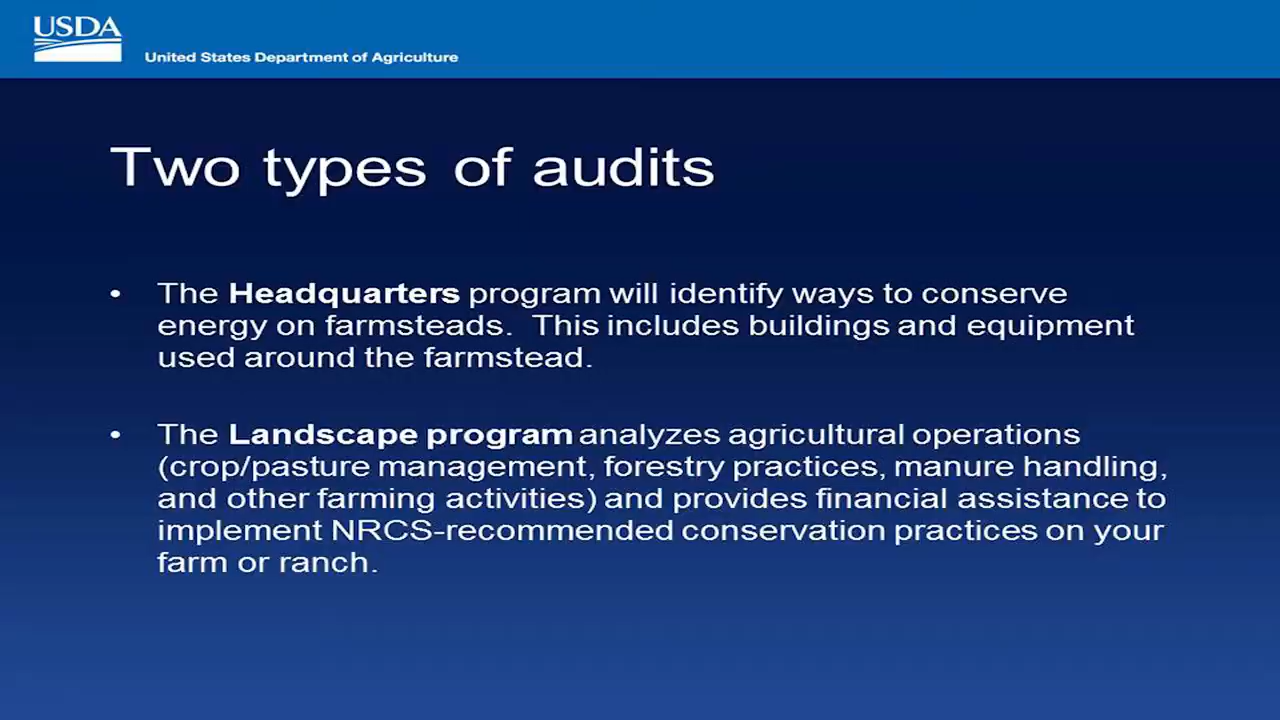 USDA
United States Department of Agriculture
Two types of audits
• The Headquarters program will identify ways to conserve
energy on farmsteads.  This includes buildings and equipment
used around the farmstead.
• The Landscape program analyzes agricultural operations
(crop/pasture management, forestry practices, manure handling,
and other farming activities) and provides financial assistance to
implement NRCS-recommended conservation practices on your
farm or ranch.